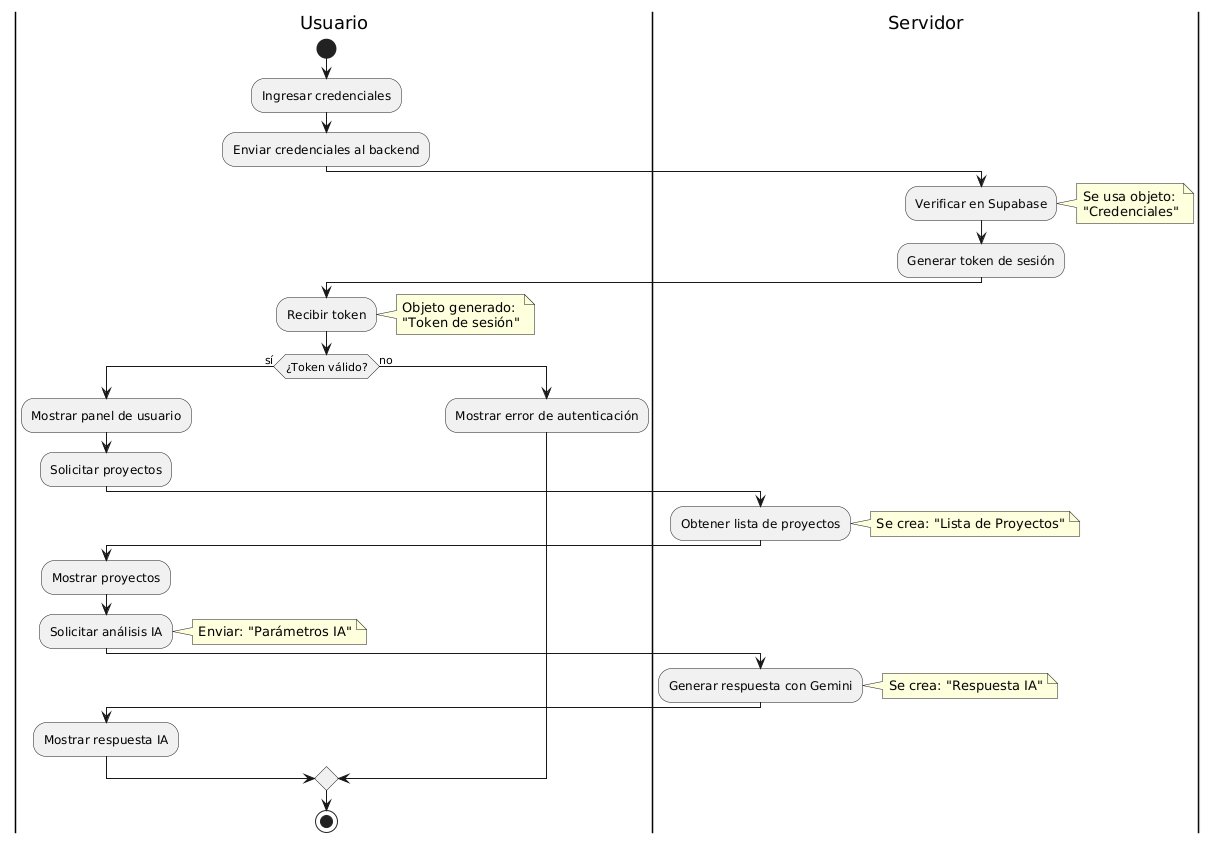 Usuario
Servidor
Ingresar credenciales
Enviar credenciales al backend
Verificar en Supabase
Se usa objeto:
"Credenciales"
Generar token de sesión
Recibir token
Objeto generado:
"Token de sesión"
sí
¿Token válido?
no
Mostrar panel de usuario
Mostrar error de autenticación
Solicitar proyectos
Obtener lista de proyectos
Se crea: "Lista de Proyectos"
Mostrar proyectos
Solicitar análisis IA
Enviar: "Parámetros IA"
Generar respuesta con Gemini
Se crea: "Respuesta IA"
Mostrar respuesta IA